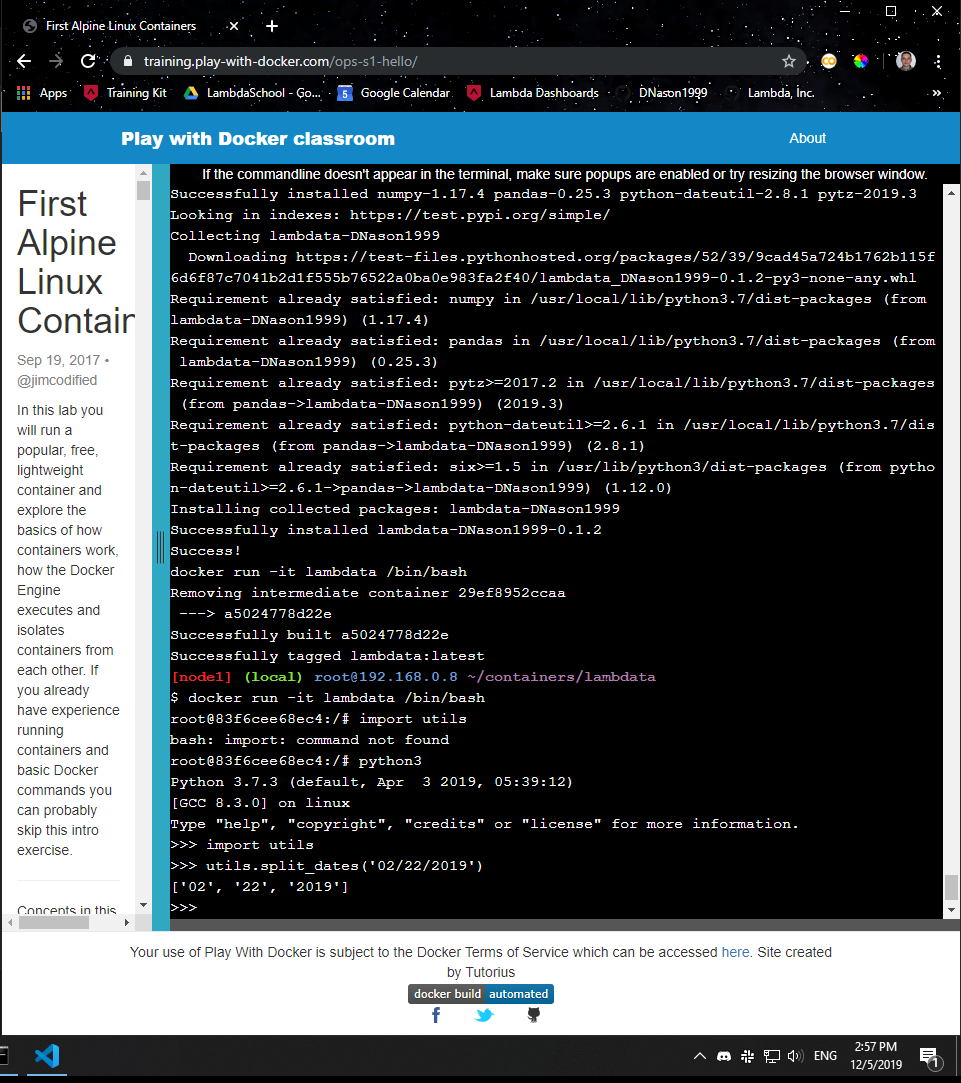 First Alpine Linux Containers
training.play-with-docker.com/ops-s1-hello/
Apps Training Kit LambdaSchool - Go... 5 Google Calendar Lambda Dashboards DNason1999 Lambda, Inc. »
Play with Docker classroom About
First
Alpine
Linux
Contain
Sep 19, 2017 •
@jimcodified
In this lab you
will run a
popular, free,
lightweight
container and
explore the
basics of how
containers work,
how the Docker
Engine
executes and
isolates
containers from
each other. If
you already
have experience
running
containers and
basic Docker
commands you
can probably
skip this intro
exercise.
Concepts in this
If the commandline doesn't appear in the terminal, make sure popups are enabled or try resizing the browser window.
Successfully installed numpy-1.17.4 pandas-0.25.3 python-dateutil-2.8.1 pytz-2019.3
Looking in indexes: https://test.pypi.org/simple/
Collecting lambdata-DNason1999
  Downloading https://test-files.pythonhosted.org/packages/52/39/9cad45a724b1762b115f
6d6f87c7041b2d1f555b76522a0ba0e983fa2f40/lambdata_DNason1999-0.1.2-py3-none-any.whl
Requirement already satisfied: numpy in /usr/local/lib/python3.7/dist-packages (from
lambdata-DNason1999) (1.17.4)
Requirement already satisfied: pandas in /usr/local/lib/python3.7/dist-packages (from
 lambdata-DNason1999) (0.25.3)
Requirement already satisfied: pytz>=2017.2 in /usr/local/lib/python3.7/dist-packages
 (from pandas->lambdata-DNason1999) (2019.3)
Requirement already satisfied: python-dateutil>=2.6.1 in /usr/local/lib/python3.7/dis
t-packages (from pandas->lambdata-DNason1999) (2.8.1)
Requirement already satisfied: six>=1.5 in /usr/lib/python3/dist-packages (from pytho
n-dateutil>=2.6.1->pandas->lambdata-DNason1999) (1.12.0)
Installing collected packages: lambdata-DNason1999
Successfully installed lambdata-DNason1999-0.1.2
Success!
docker run -it lambdata /bin/bash
Removing intermediate container 29ef8952ccaa
 ---> a5024778d22e
Successfully built a5024778d22e
Successfully tagged lambdata:latest
[node1] (local) root@192.168.0.8 ~/containers/lambdata
$ docker run -it lambdata /bin/bash
root@83f6cee68ec4:/# import utils
bash: import: command not found
root@83f6cee68ec4:/# python3
Python 3.7.3 (default, Apr  3 2019, 05:39:12)
[GCC 8.3.0] on linux
Type "help", "copyright", "credits" or "license" for more information.
>>> import utils
>>> utils.split_dates('02/22/2019')
['02', '22', '2019']
>>>
Your use of Play With Docker is subject to the Docker Terms of Service which can be accessed here. Site created
by Tutorius
docker build automated
ENG 2:57 PM
12/5/2019
1